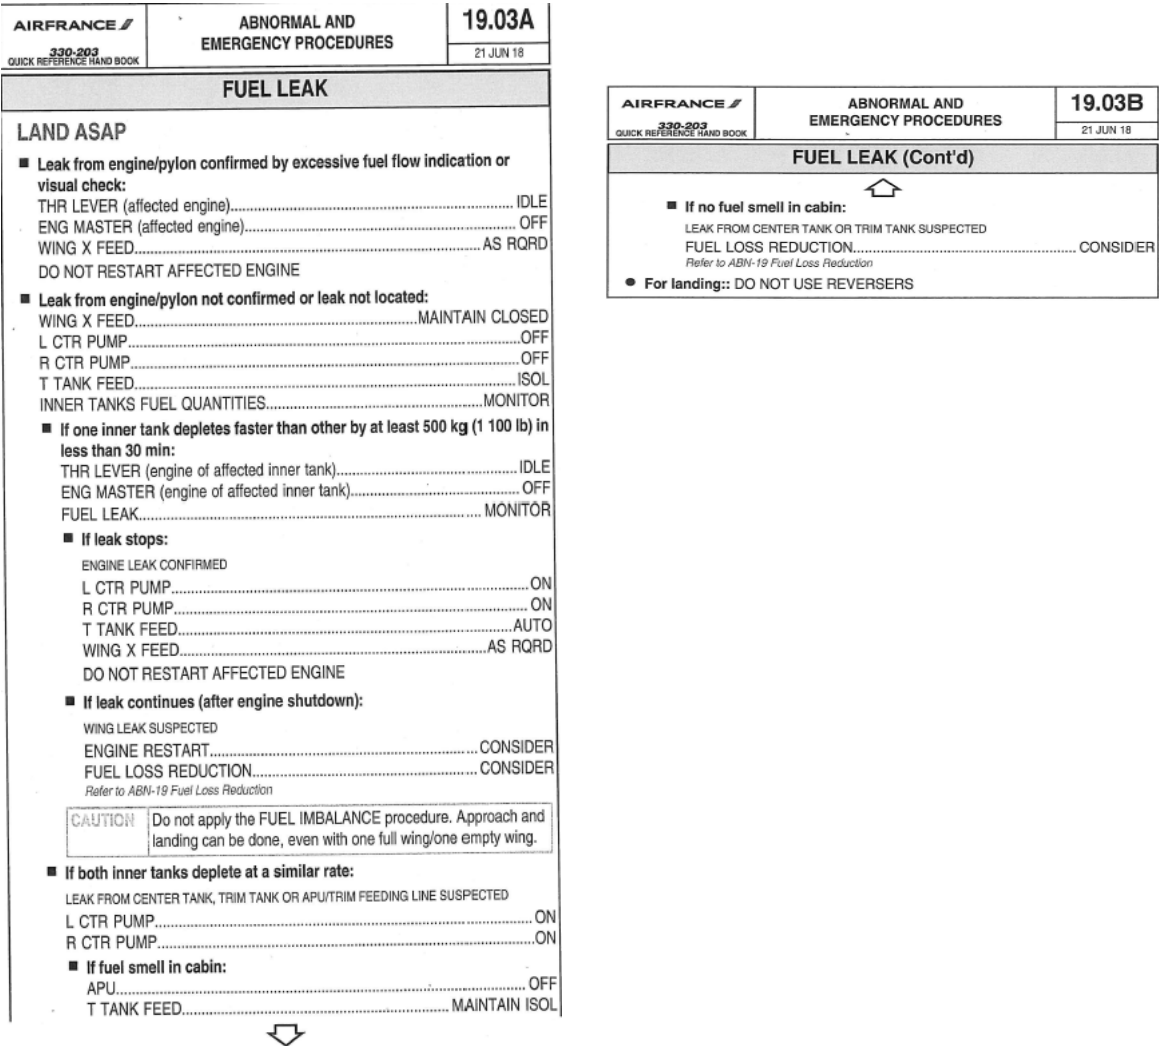 AIRFRANCE
330-203
QUICK REFERENCE HAND BOOK
ABNORMAL AND
EMERGENCY PROCEDURES
19.03A
21 JUN 18
FUEL LEAK
LAND ASAP
■ Leak from engine/pylon confirmed by excessive fuel flow indication or
visual check:
THR LEVER (affected engine)....................IDLE
ENG MASTER (affected engine)....................OFF
WING X FEED....................AS RQRD
DO NOT RESTART AFFECTED ENGINE
■ Leak from engine/pylon not confirmed or leak not located:
WING X FEED....................MAINTAIN CLOSED
L CTR PUMP....................OFF
R CTR PUMP....................OFF
T TANK FEED....................ISOL
INNER TANKS FUEL QUANTITIES....................MONITOR
■ If one inner tank depletes faster than other by at least 500 kg (1 100 lb) in
less than 30 min:
THR LEVER (engine of affected inner tank)....................IDLE
ENG MASTER (engine of affected inner tank)....................OFF
FUEL LEAK....................MONITOR
■ If leak stops:
ENGINE LEAK CONFIRMED
L CTR PUMP....................ON
R CTR PUMP....................ON
T TANK FEED....................AUTO
WING X FEED....................AS RQRD
DO NOT RESTART AFFECTED ENGINE
■ If leak continues (after engine shutdown):
WING LEAK SUSPECTED
ENGINE RESTART....................CONSIDER
FUEL LOSS REDUCTION....................CONSIDER
Refer to ABN-19 Fuel Loss Reduction
CAUTION Do not apply the FUEL IMBALANCE procedure. Approach and
landing can be done, even with one full wing/one empty wing.
■ If both inner tanks deplete at a similar rate:
LEAK FROM CENTER TANK, TRIM TANK OR APU/TRIM FEEDING LINE SUSPECTED
L CTR PUMP....................ON
R CTR PUMP....................ON
■ If fuel smell in cabin:
APU....................OFF
T TANK FEED....................MAINTAIN ISOL
AIRFRANCE
330-203
QUICK REFERENCE HAND BOOK
ABNORMAL AND
EMERGENCY PROCEDURES
19.03B
21 JUN 18
FUEL LEAK (Cont'd)
■ If no fuel smell in cabin:
LEAK FROM CENTER TANK OR TRIM TANK SUSPECTED
FUEL LOSS REDUCTION....................CONSIDER
Refer to ABN-19 Fuel Loss Reduction
● For landing:: DO NOT USE REVERSERS